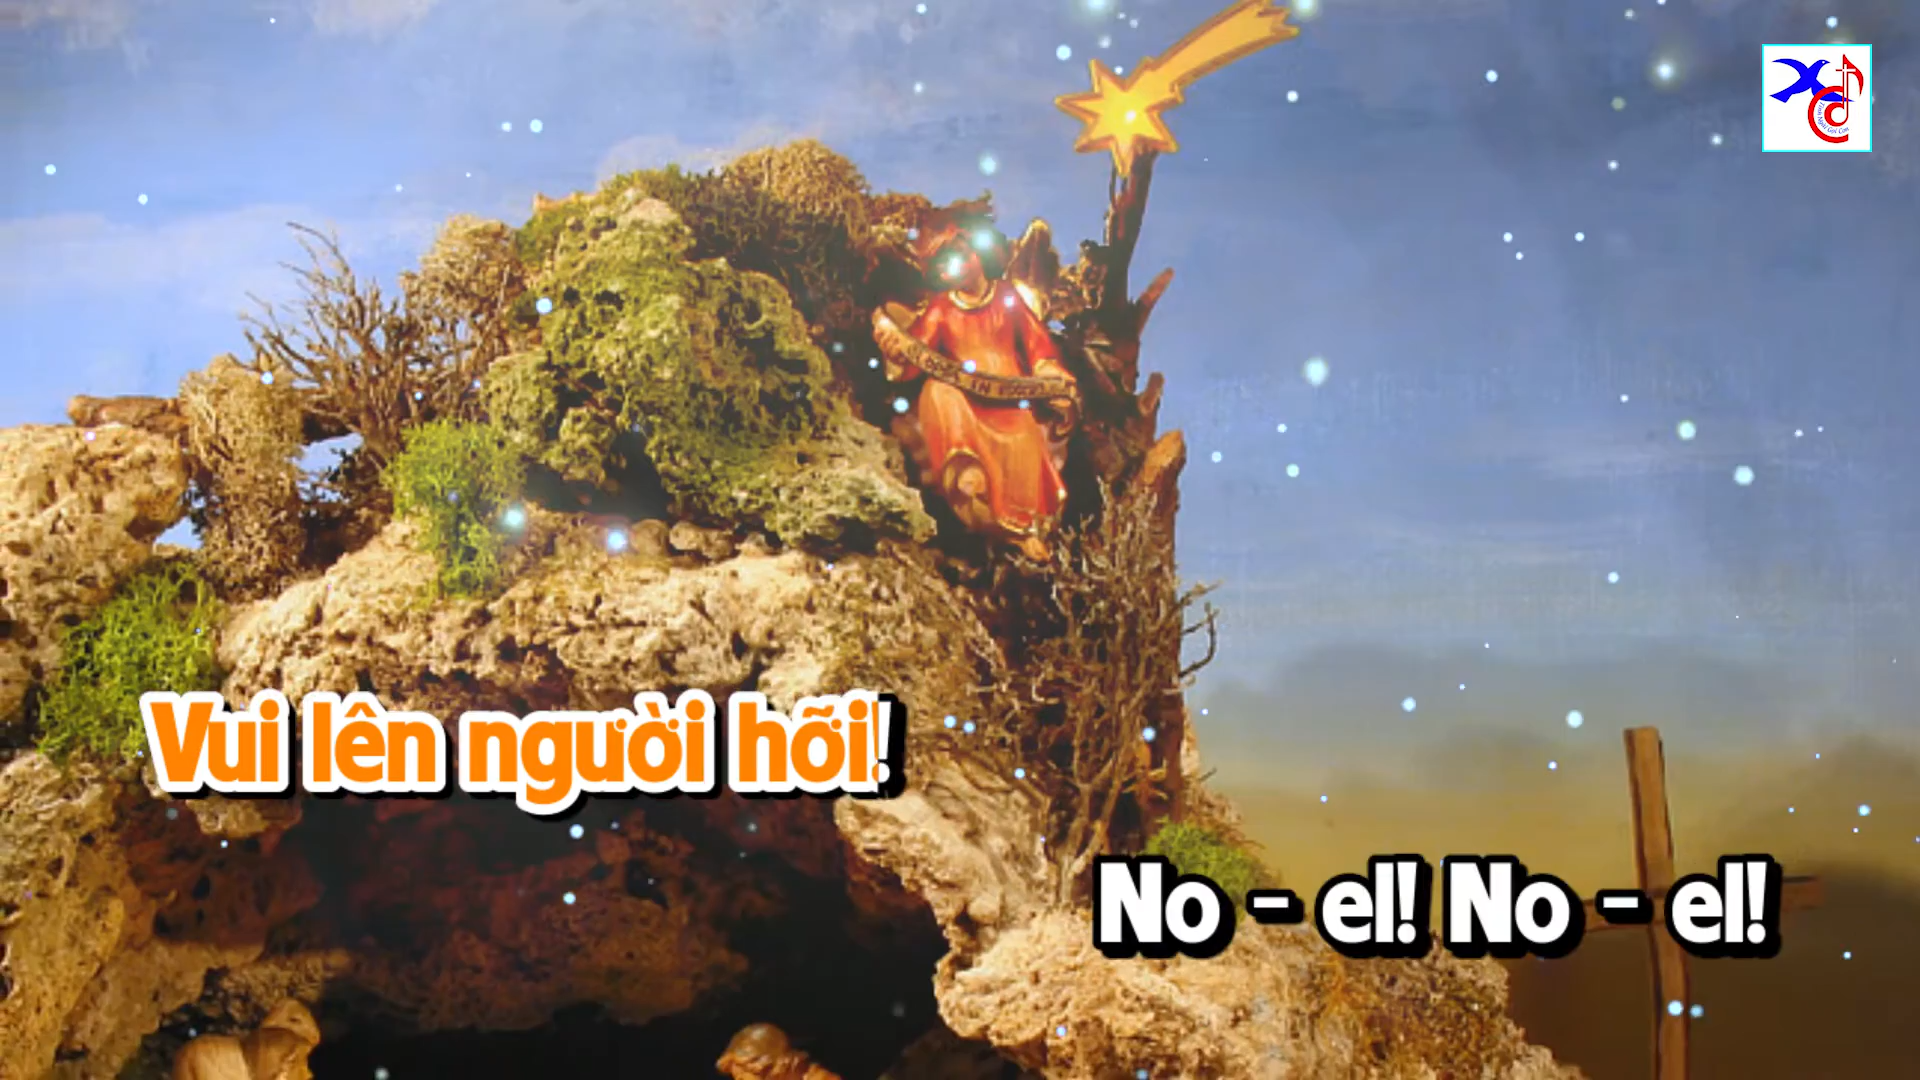 Vui lên người hỡi!
No - el! No - el!